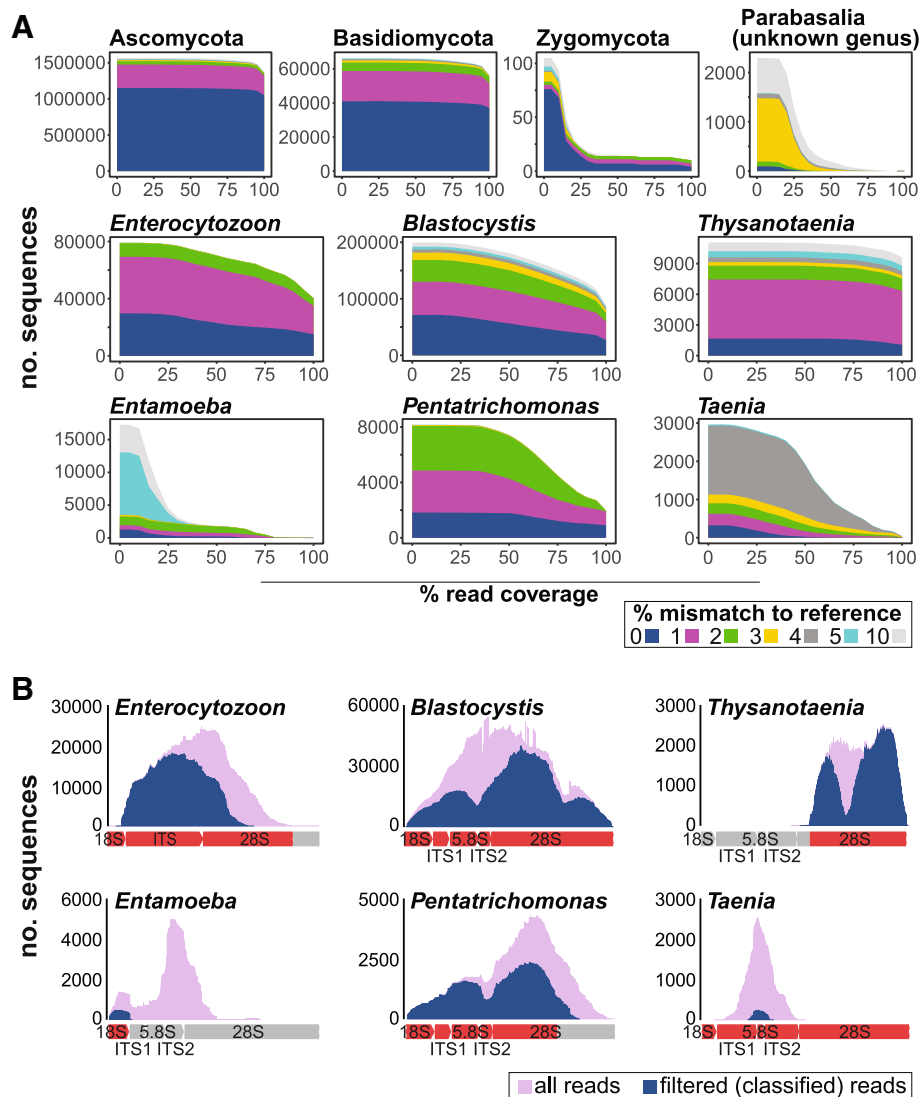 A
Ascomycota
Basidiomycota
Zygomycota
Parabasalia
(unknown genus)
1500000
1000000
500000
0
0 25 50 75 100
60000
40000
20000
0
0 25 50 75 100
100
50
0
0 25 50 75 100
2000
1000
0
0 25 50 75 100
no. sequences
Enterocytozoon
Blastocystis
Thysanotaenia
80000
40000
0
0 25 50 75 100
200000
100000
0
0 25 50 75 100
9000
6000
3000
0
0 25 50 75 100
Entamoeba
Pentatrichomonas
Taenia
15000
10000
5000
0
0 25 50 75 100
8000
4000
0
0 25 50 75 100
3000
2000
1000
0
0 25 50 75 100
% read coverage
% mismatch to reference
0 1 2 3 4 5 10
B
no. sequences
Enterocytozoon
30000
20000
10000
0
18S ITS 28S
Blastocystis
60000
40000
20000
0
18S 5.8S 28S
ITS1 ITS2
Thysanotaenia
3000
2000
1000
0
18S 5.8S 28S
ITS1 ITS2
Entamoeba
6000
4000
2000
0
18S 5.8S 28S
ITS1 ITS2
Pentatrichomonas
5000
2500
0
18S 5.8S 28S
ITS1 ITS2
Taenia
3000
2000
1000
0
18S 5.8S 28S
ITS1 ITS2
all reads filtered (classified) reads